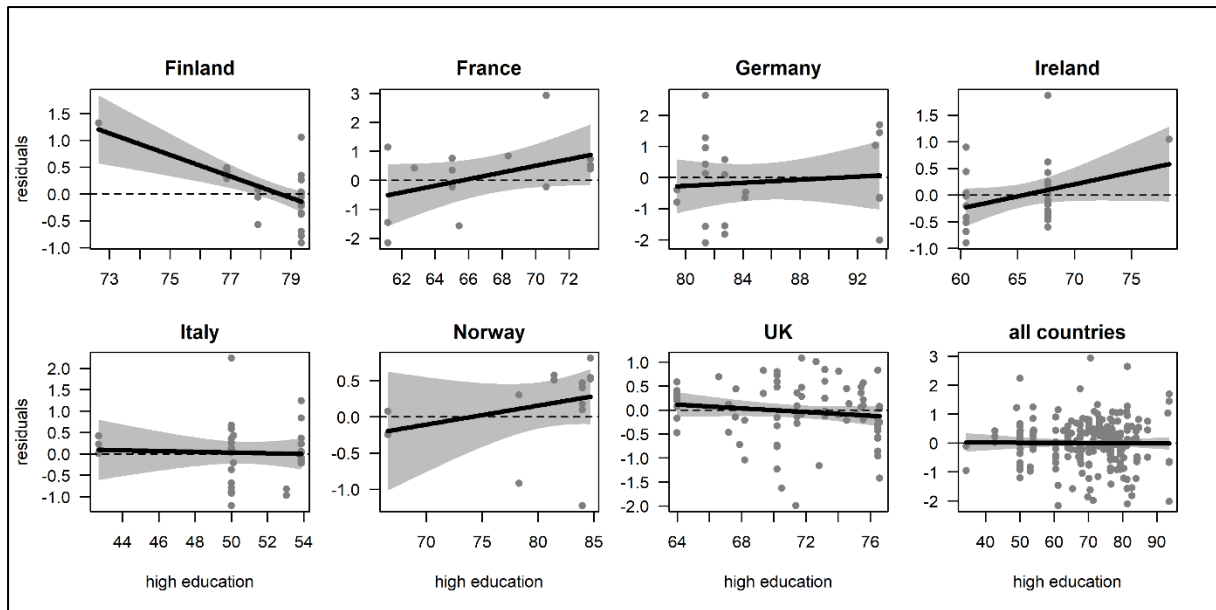 Finland France Germany Ireland
residuals
1.5
1.0
0.5
0.0
-0.5
-1.0
73 75 77 79
3
2
1
0
-1
-2
62 64 66 68 70 72
2
1
0
-1
-2
80 84 88 92
1.5
1.0
0.5
0.0
-0.5
-1.0
60 65 70 75
Italy Norway UK all countries
residuals
2.0
1.5
1.0
0.5
0.0
-0.5
-1.0
44 46 48 50 52 54
high education
0.5
0.0
-0.5
-1.0
70 75 80 85
high education
1.0
0.5
0.0
-0.5
-1.0
-1.5
-2.0
64 68 72 76
high education
3
2
1
0
-1
-2
40 50 60 70 80 90
high education